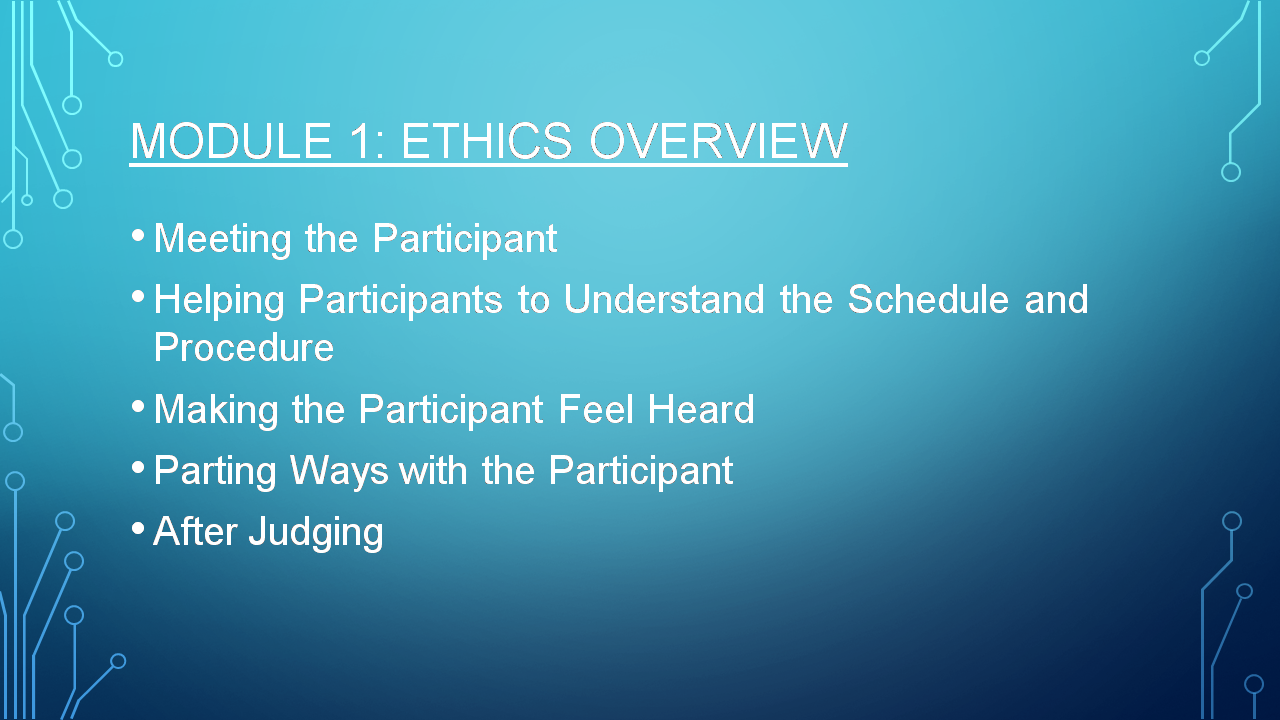 MODULE 1: ETHICS OVERVIEW
• Meeting the Participant
• Helping Participants to Understand the Schedule and
Procedure
• Making the Participant Feel Heard
• Parting Ways with the Participant
• After Judging